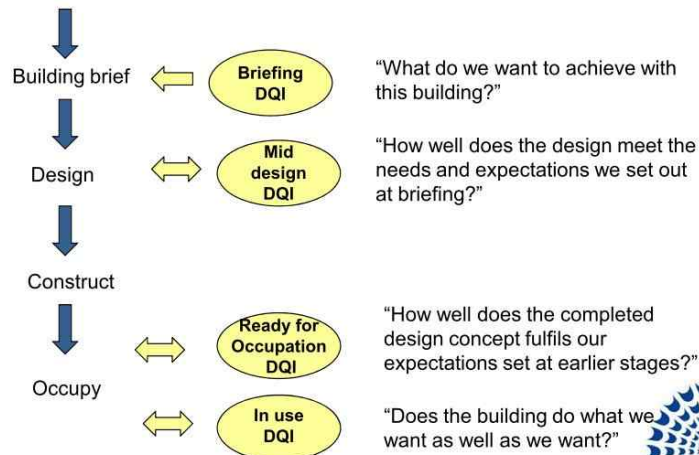 Building brief
Briefing
DQI
“What do we want to achieve with
this building?”
Design
Mid
design
DQI
“How well does the design meet the
needs and expectations we set out
at briefing?”
Construct
Ready for
Occupation
DQI
“How well does the completed
design concept fulfils our
expectations set at earlier stages?”
Occupy
In use
DQI
“Does the building do what we
want as well as we want?”